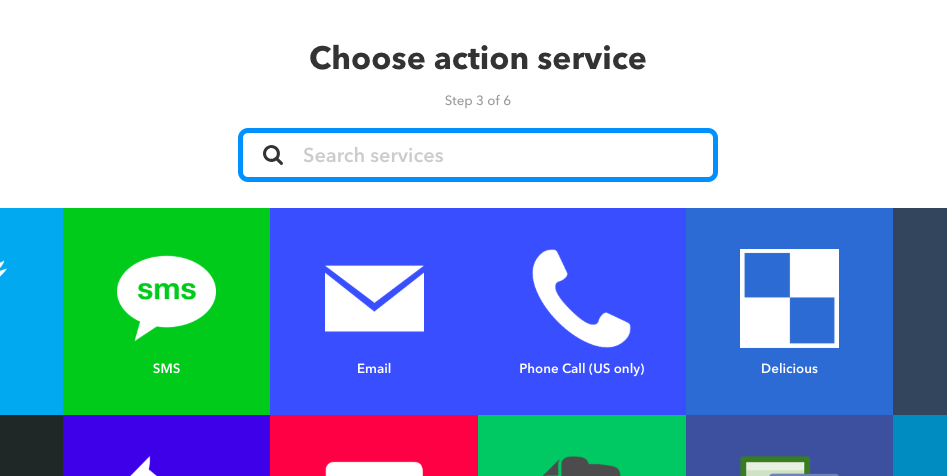 Choose action service
Step 3 of 6
Search services
sms
SMS
Email
Phone Call (US only)
Delicious